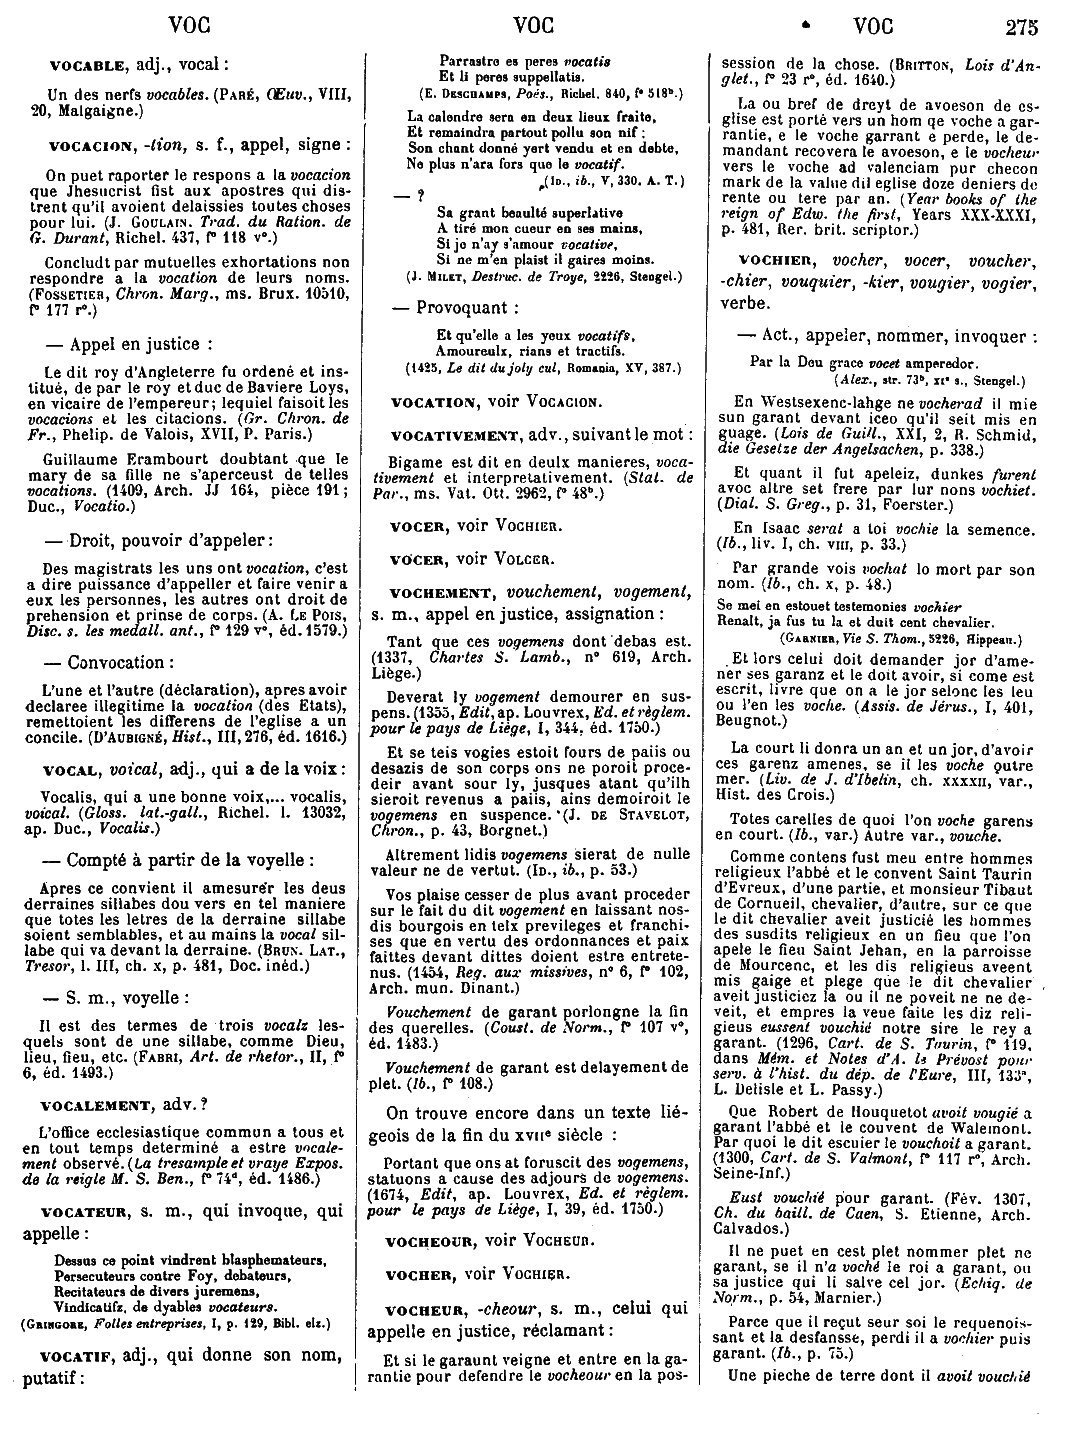 VOC
VOC
VOC
275
VOCABLE, adj., vocal :
Un des nerfs vocables. (PARÉ, Œuv., VIII,
20, Malgaigne.)
VOCACION, -tion, s. f., appel, signe :
On puet raporter le respons a la vocacion
que Jhesucrist fist aux apostres qui dis-
trent qu'il avoient delaissies toutes choses
pour lui. (J. GOULAIN. Trad. du Ration. de
G. Durant, Richel. 437, f° 118 v°.)
Concludt par mutuelles exhortations non
respondre a la vocation de leurs noms.
(FOSSETIER, Chron. Marg., ms. Brux. 10510,
f° 177 r°.)
— Appel en justice :
Le dit roy d'Angleterre fu ordené et ins-
titué, de par le roy et duc de Baviere Loys,
en vicaire de l'empereur; lequiel faisoit les
vocacions et les citacions. (Gr. Chron. de
Fr., Phelip. de Valois, XVII, P. Paris.)
Guillaume Erambourt doubtant que le
mary de sa fille ne s'aperceust de telles
vocations. (1409, Arch. JJ 164, pièce 191;
Duc., Vocatio.)
— Droit, pouvoir d'appeler :
Des magistrats les uns ont vocation, c'est
a dire puissance d'appeller et faire venir a
eux les personnes, les autres ont droit de
prehension et prinse de corps. (A. LE POIS,
Disc. s. les medall. ant., f° 129 v°, éd. 1579.)
— Convocation :
L'une et l'autre (déclaration), apres avoir
declaree illegitime la vocation (des Etats),
remettoient les differens de l'eglise a un
concile. (D'AUBIGNÉ, Hist., III, 276, éd. 1616.)
VOCAL, voical, adj., qui a de la voix :
Vocalis, qui a une bonne voix,... vocalis,
voical. (Gloss. lat.-gall., Richel. l. 13032,
ap. Duc., Vocalis.)
— Compté à partir de la voyelle :
Apres ce convient il amesurer les deus
derraines sillabes dou vers en tel maniere
que totes les letres de la derraine sillabe
soient semblables, et au mains la vocal sil-
labe qui va devant la derraine. (BRUN. LAT.,
Tresor, l. III, ch. x, p. 481, Doc. inéd.)
— S. m., voyelle :
Il est des termes de trois vocalz les-
quels sont de une sillabe, comme Dieu,
lieu, fieu, etc. (FABRI, Art. de rhetor., II, f°
6, éd. 1493.)
VOCALEMENT, adv. ?
L'office ecclesiastique commun a tous et
en tout temps determiné a estre vocale-
ment observé. (La tresample et vraye Expos.
de la reigle M. S. Ben., f° 74ᵈ, éd. 1486.)
VOCATEUR, s. m., qui invoque, qui
appelle :
Dessus ce point vindrent blasphemateurs,
Persecuteurs contre Foy, debateurs,
Recitateurs de divers juremens,
Vindicatifz, de dyables vocateurs.
(GRINGORE, Folles entreprises, I, p. 129, Bibl. elz.)
VOCATIF, adj., qui donne son nom,
putatif :
Parrastre es peres vocatis
Et li peres suppellatis.
(E. DESCHAMPS, Poés., Richel. 840, f° 518ᵇ.)
La calendre sera en deux lieux fraite,
Et remaindra partout pollu son nif :
Son chant donné yert vendu et en debte,
Ne plus n'ara fors que le vocatif.
(ID., ib., V, 330. A. T.)
— ?
Sa grant beaulté superlative
A tiré mon cueur en ses mains,
Si jo n'ay s'amour vocative,
Si ne m'en plaist il gaires moins.
(J. MILET, Destruc. de Troye, 2226, Stengel.)
— Provoquant :
Et qu'elle a les yeux vocatifs,
Amoureulx, rians et tractifs.
(1425, Le dit du joly cul, Romania, XV, 387.)
VOCATION, voir VOCACION.
VOCATIVEMENT, adv., suivant le mot :
Bigame est dit en deulx manieres, voca-
tivement et interpretativement. (Stat. de
Par., ms. Vat. Ott. 2962, f° 48ᵇ.)
VOCER, voir VOCHIER.
VOCER, voir VOLCER.
VOCHEMENT, vouchement, vogement,
s. m., appel en justice, assignation :
Tant que ces vogemens dont debas est.
(1337, Chartes S. Lamb., n° 619, Arch.
Liège.)
Deverat ly vogement demourer en sus-
pens. (1355, Edit, ap. Louvrex, Ed. et règlem.
pour le pays de Liège, I, 344, éd. 1750.)
Et se teis vogies estoit fours de paiis ou
desazis de son corps ons ne poroit proce-
deir avant sour ly, jusques atant qu'ilh
sieroit revenus a paiis, ains demoiroit le
vogemens en suspence. (J. DE STAVELOT,
Chron., p. 43, Borgnet.)
Altrement lidis vogemens sierat de nulle
valeur ne de vertut. (ID., ib., p. 53.)
Vos plaise cesser de plus avant proceder
sur le fait du dit vogement en laissant nos-
dis bourgois en telx previleges et franchi-
ses que en vertu des ordonnances et paix
faittes devant dittes doient estre entrete-
nus. (1454, Reg. aux missives, n° 6, f° 102,
Arch. mun. Dinant.)
Vouchement de garant porlongne la fin
des querelles. (Coust. de Norm., f° 107 v°,
éd. 1483.)
Vouchement de garant est delayement de
plet. (Ib., f° 108.)
On trouve encore dans un texte lié-
geois de la fin du XVIIᵉ siècle :
Portant que ons at foruscit des vogemens,
statuons a cause des adjours de vogemens.
(1674, Edit, ap. Louvrex, Ed. et règlem.
pour le pays de Liège, I, 39, éd. 1750.)
VOCHEOUR, voir VOCHEUR.
VOCHER, voir VOCHIER.
VOCHEUR, -cheour, s. m., celui qui
appelle en justice, réclamant :
Et si le garaunt veigne et entre en la ga-
rantie pour defendre le vocheour en la pos-
session de la chose. (BRITTON, Lois d'An-
glet., f° 23 r°, éd. 1640.)
La ou bref de dreyt de avoeson de es-
glise est porté vers un hom qe voche a gar-
rantie, e le voche garrant e perde, le de-
mandant recovera le avoeson, e le vocheur
vers le voche ad valenciam pur checon
mark de la value dil eglise doze deniers de
rente ou tere par an. (Year books of the
reign of Edw. the first, Years XXX-XXXI,
p. 481, Rer. brit. scriptor.)
VOCHIER, vocher, vocer, voucher,
-chier, vouquier, -kier, vougier, vogier,
verbe.
— Act., appeler, nommer, invoquer :
Par la Deu grace vocet amperedor.
(Alex., str. 73ᵇ, XIᵉ s., Stengel.)
En Westsexenc-lahge ne vocherad il mie
sun garant devant iceo qu'il seit mis en
guage. (Lois de Guill., XXI, 2, R. Schmid,
die Gesetze der Angelsachen, p. 338.)
Et quant il fut apeleiz, dunkes furent
avoc altre set frere par lur nons vochiet.
(Dial. S. Greg., p. 31, Foerster.)
En Isaac serat a toi vochie la semence.
(Ib., liv. I, ch. VIII, p. 33.)
Par grande vois vochat lo mort par son
nom. (Ib., ch. x, p. 48.)
Se mei en estouet testemonies vochier
Renalt, ja fus tu la et duit cent chevalier.
(GARNIER, Vie S. Thom., 5226, Hippeau.)
Et lors celui doit demander jor d'ame-
ner ses garanz et le doit avoir, si come est
escrit, livre que on a le jor selonc les leu
ou l'en les voche. (Assis. de Jérus., I, 401,
Beugnot.)
La court li donra un an et un jor, d'avoir
ces garenz amenes, se il les voche outre
mer. (Liv. de J. d'Ibelin, ch. XXXXII, var.,
Hist. des Crois.)
Totes carelles de quoi l'on voche garens
en court. (Ib., var.) Autre var., vouche.
Comme contens fust meu entre hommes
religieux l'abbé et le convent Saint Taurin
d'Evreux, d'une partie, et monsieur Tibaut
de Cornueil, chevalier, d'autre, sur ce que
le dit chevalier aveit justicié les hommes
des susdits religieux en un fieu que l'on
apele le fieu Saint Jehan, en la parroisse
de Mourcenc, et les dis religieus aveent
mis gaige et plege que le dit chevalier
aveit justiciez la ou il ne poveit ne ne de-
veit, et empres la veue faite les diz reli-
gieus eussent vouchié notre sire le rey a
garant. (1296, Cart. de S. Taurin, f° 119,
dans Mém. et Notes d'A. le Prévost pour
serv. à l'hist. du dép. de l'Eure, III, 133ᵃ,
L. Delisle et L. Passy.)
Que Robert de Houquetot avoit vougié a
garant l'abbé et le couvent de Walemont.
Par quoi le dit escuier le vouchoit a garant.
(1300, Cart. de S. Valmont, f° 117 r°, Arch.
Seine-Inf.)
Eust vouchié pour garant. (Fév. 1307,
Ch. du baill. de Caen, S. Etienne, Arch.
Calvados.)
Il ne puet en cest plet nommer plet ne
garant, se il n'a voché le roi a garant, ou
sa justice qui li salve cel jor. (Echiq. de
Norm., p. 54, Marnier.)
Parce que il reçut seur soi le requenois-
sant et la desfansse, perdi il a vochier puis
garant. (Ib., p. 75.)
Une pieche de terre dont il avoit vouchié